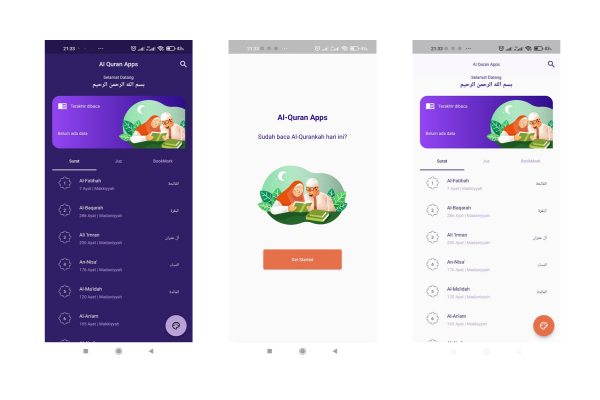 21:33
Al Quran Apps
Selamat Datang
بسم الله الرحمن الرحيم
Terakhir dibaca
Belum ada data
Surat Juz BookMark
1 Al-Fatihah الفاتحة
7 Ayat | Makkiyyah
2 Al-Baqarah البقرة
286 Ayat | Madaniyyah
3 Ali 'Imran آل عمران
200 Ayat | Madaniyyah
4 An-Nisa' النساء
176 Ayat | Madaniyyah
5 Al-Ma'idah المائدة
120 Ayat | Madaniyyah
6 Al-An'am
165 Ayat | Makkiyyah
21:33
Al-Quran Apps
Sudah baca Al-Qurankah hari ini?
Get Started
21:33
Al Quran Apps
Selamat Datang
بسم الله الرحمن الرحيم
Terakhir dibaca
Belum ada data
Surat Juz BookMark
1 Al-Fatihah الفاتحة
7 Ayat | Makkiyyah
2 Al-Baqarah البقرة
286 Ayat | Madaniyyah
3 Ali 'Imran آل عمران
200 Ayat | Madaniyyah
4 An-Nisa' النساء
176 Ayat | Madaniyyah
5 Al-Ma'idah المائدة
120 Ayat | Madaniyyah
6 Al-An'am
165 Ayat | Makkiyyah